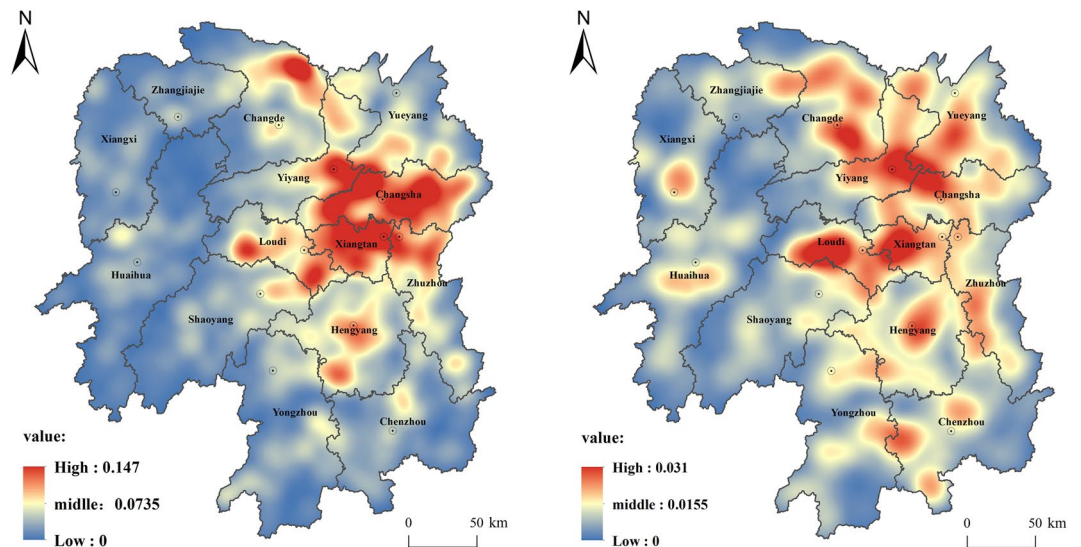 N
Zhangjiajie
Changde
Yueyang
Xiangxi
Yiyang
Changsha
Loudi
Xiangtan
Huaihua
Zhuzhou
Shaoyang
Hengyang
Yongzhou
Chenzhou
value:
High : 0.147
midlle: 0.0735
Low : 0
0 50 km
N
Zhangjiajie
Changde
Yueyang
Xiangxi
Yiyang
Changsha
Loudi
Xiangtan
Huaihua
Zhuzhou
Shaoyang
Hengyang
Yongzhou
Chenzhou
value:
High : 0.031
midlle : 0.0155
Low : 0
0 50 km